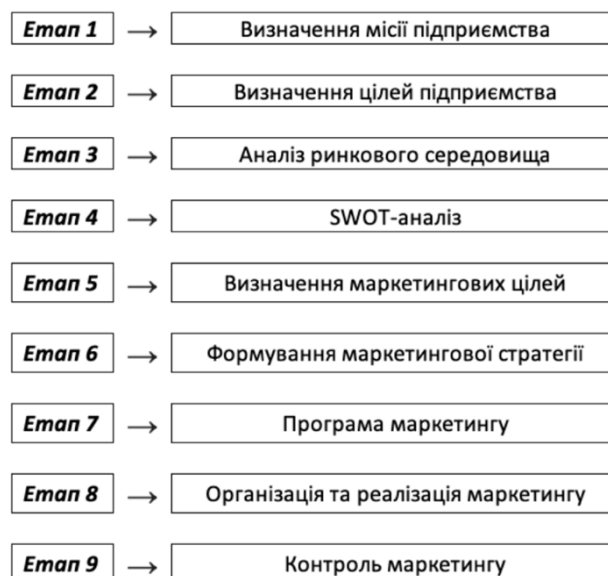 Етап 1 → Визначення місії підприємства
Етап 2 → Визначення цілей підприємства
Етап 3 → Аналіз ринкового середовища
Етап 4 → SWOT-аналіз
Етап 5 → Визначення маркетингових цілей
Етап 6 → Формування маркетингової стратегії
Етап 7 → Програма маркетингу
Етап 8 → Організація та реалізація маркетингу
Етап 9 → Контроль маркетингу